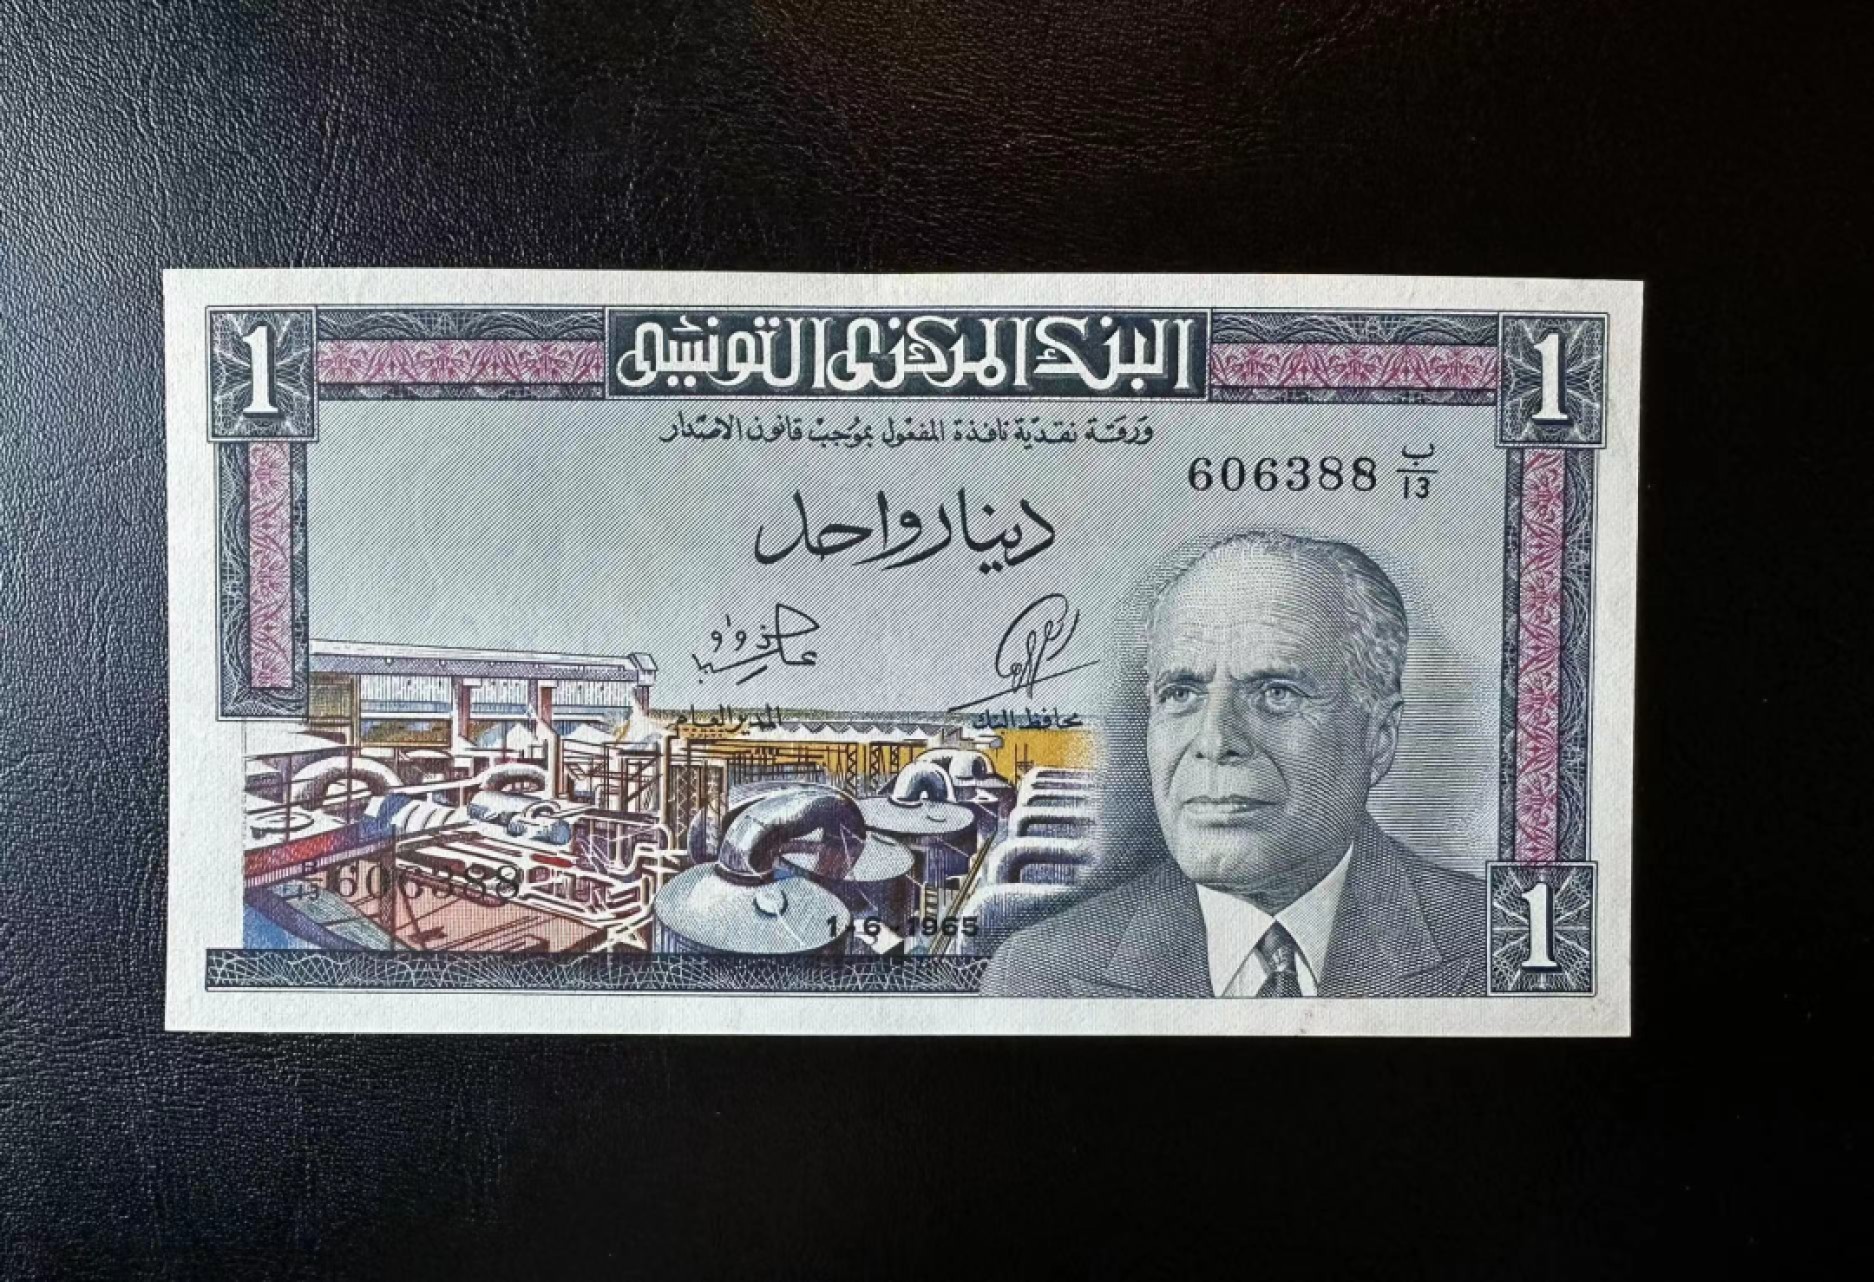 1 البنك المركزي التونسي 1
ورقة نقدية نافذة المفعول بموجب قانون الاصدار
606388 ب/13
دينار واحد
المدير العام محافظ البنك
606388
1-6-1965
1